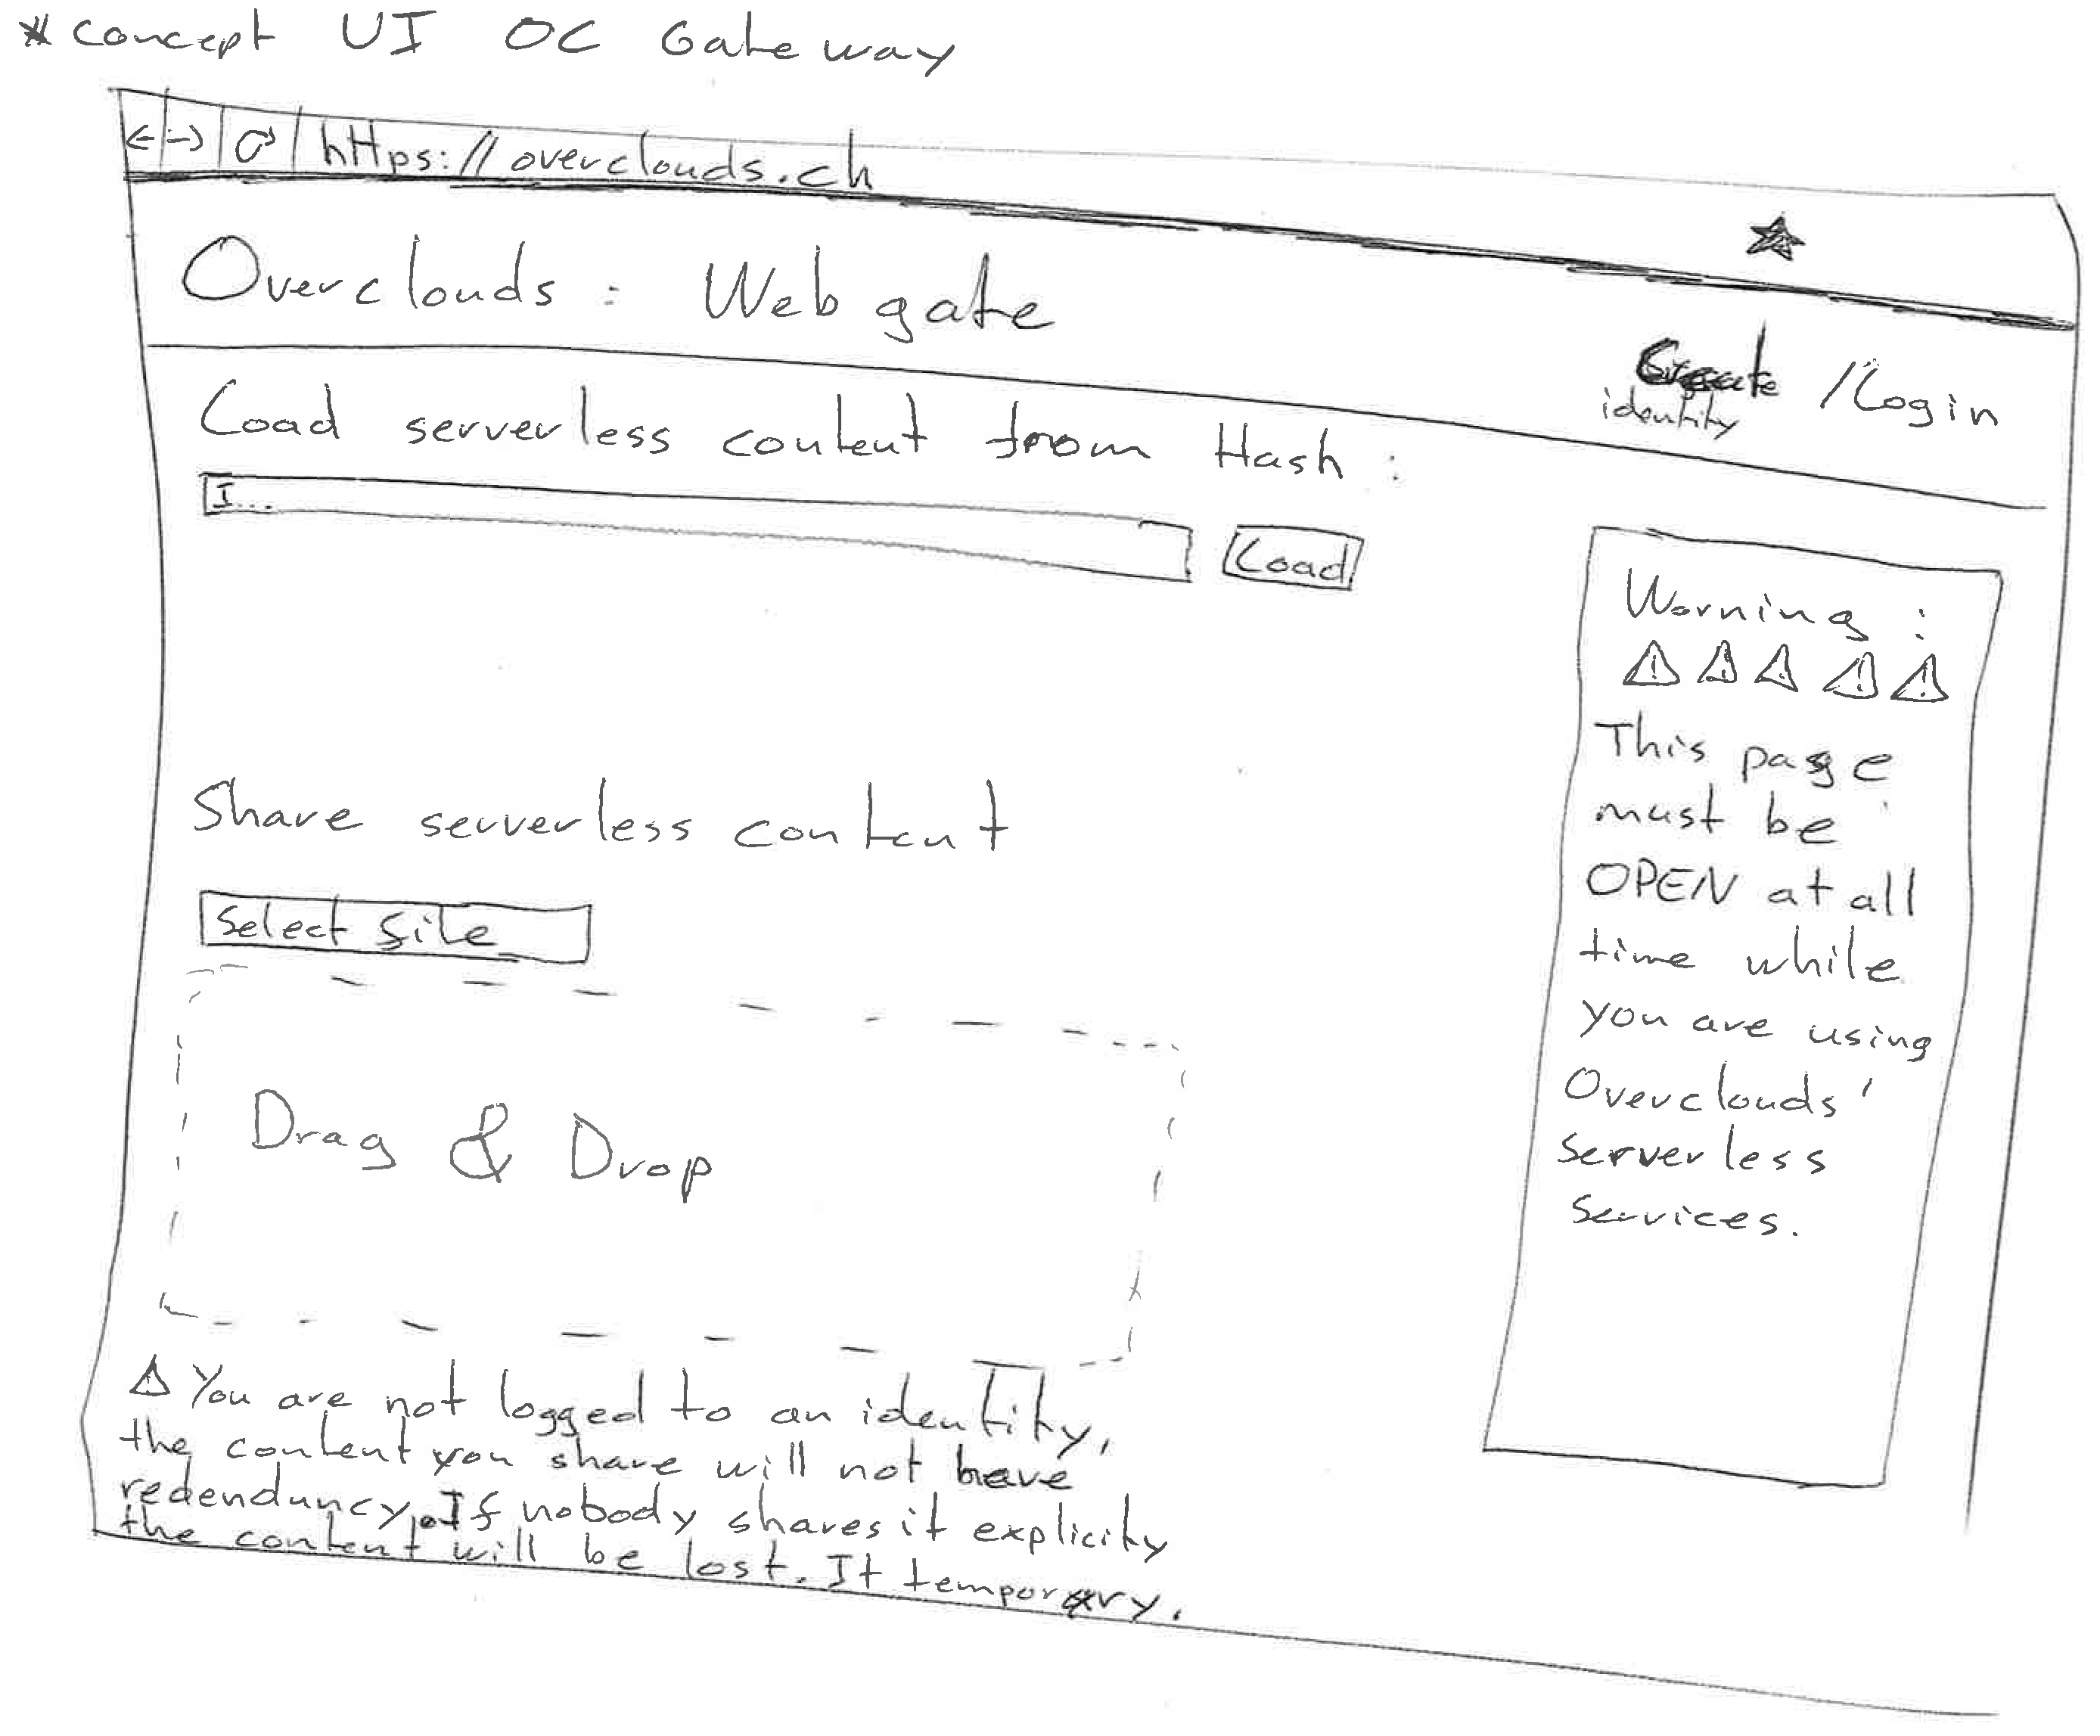 * concept UI OC Gateway
https://overclouds.ch
Overclouds : Web gate
Create /Login
identity
Load serverless content from Hash :
I...
Load
Share serverless content
Select file
Drag & Drop
⚠ You are not logged to an identity,
the content you share will not have
redenduncy. If nobody shares it explicity
the content will be lost. It temporary.
Warning :
⚠ ⚠ ⚠ ⚠ ⚠
This page
must be
OPEN at all
time while
you are using
Overclouds'
serverless
services.